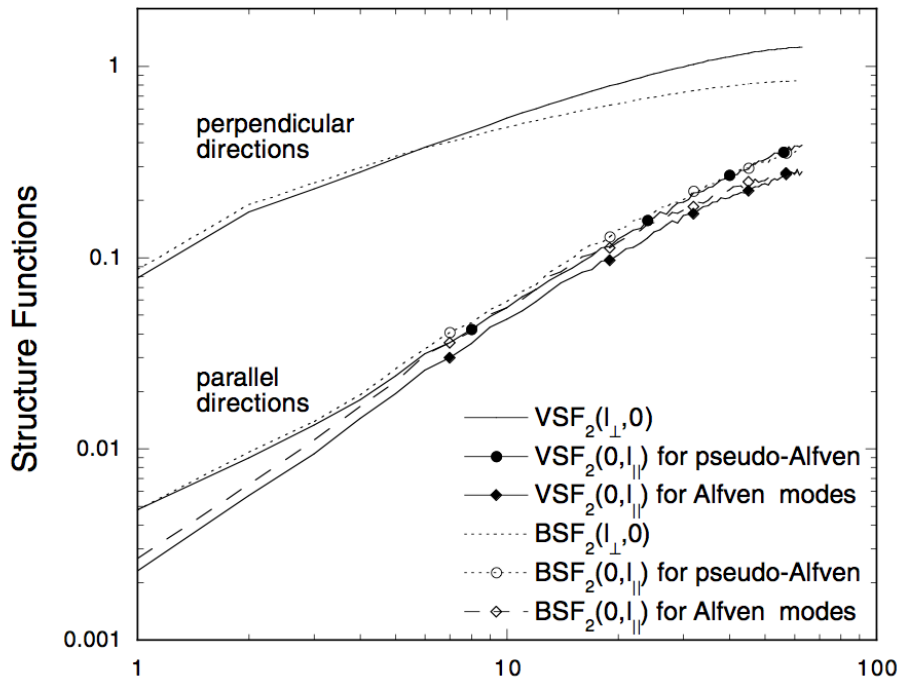 1
perpendicular
directions
0.1
Structure Functions
parallel
directions
0.01
VSF₂(l⊥,0)
VSF₂(0,l||) for pseudo-Alfven
VSF₂(0,l||) for Alfven modes
BSF₂(l⊥,0)
BSF₂(0,l||) for pseudo-Alfven
BSF₂(0,l||) for Alfven modes
0.001
1 10 100